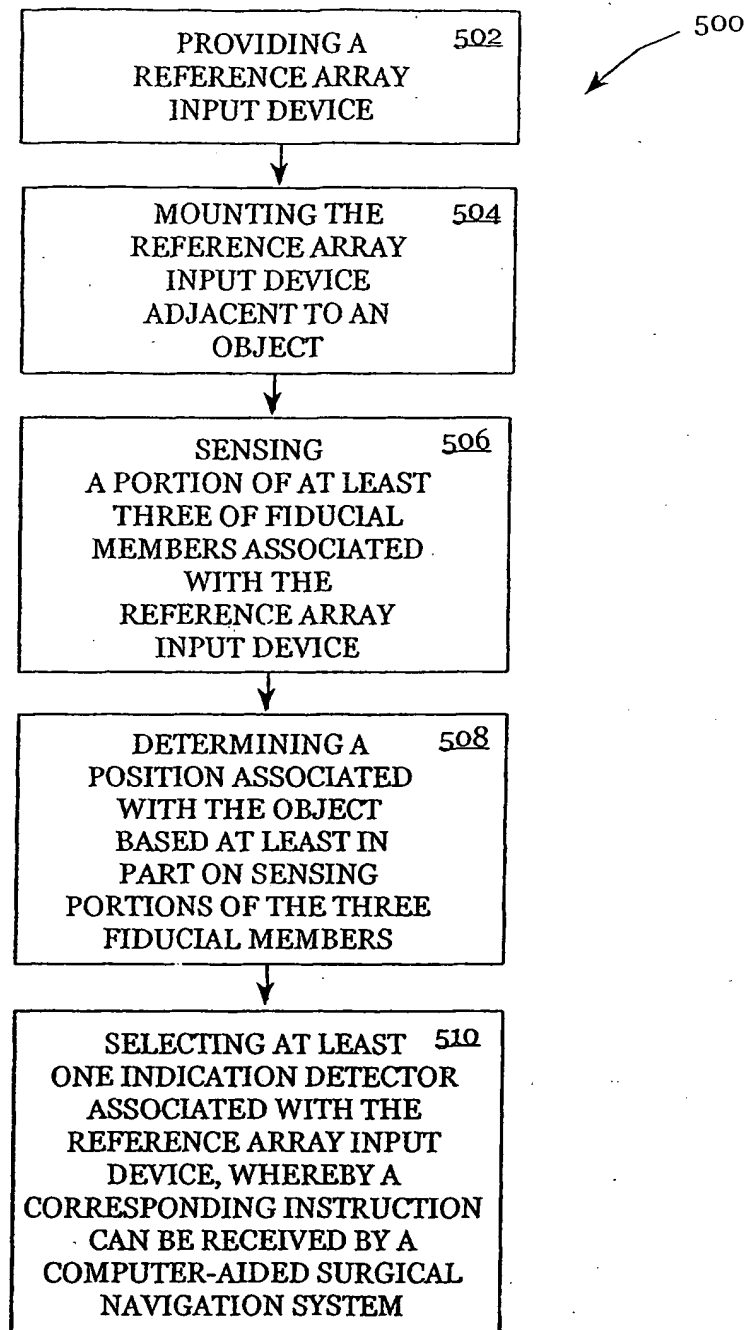 500
PROVIDING A 502
REFERENCE ARRAY
INPUT DEVICE
MOUNTING THE 504
REFERENCE ARRAY
INPUT DEVICE
ADJACENT TO AN
OBJECT
SENSING 506
A PORTION OF AT LEAST
THREE OF FIDUCIAL
MEMBERS ASSOCIATED
WITH THE
REFERENCE ARRAY
INPUT DEVICE
DETERMINING A 508
POSITION ASSOCIATED
WITH THE OBJECT
BASED AT LEAST IN
PART ON SENSING
PORTIONS OF THE THREE
FIDUCIAL MEMBERS
SELECTING AT LEAST 510
ONE INDICATION DETECTOR
ASSOCIATED WITH THE
REFERENCE ARRAY INPUT
DEVICE, WHEREBY A
CORRESPONDING INSTRUCTION
CAN BE RECEIVED BY A
COMPUTER-AIDED SURGICAL
NAVIGATION SYSTEM